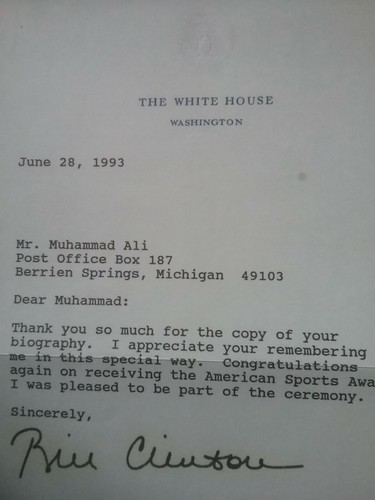 THE WHITE HOUSE
WASHINGTON
June 28, 1993
Mr. Muhammad Ali
Post Office Box 187
Berrien Springs, Michigan 49103
Dear Muhammad:
Thank you so much for the copy of your
biography. I appreciate your remembering
me in this special way. Congratulations
again on receiving the American Sports Awa
I was pleased to be part of the ceremony.
Sincerely,
Bill Clinton